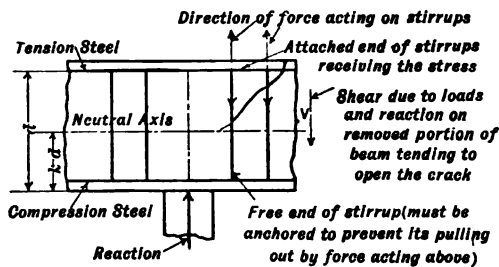 Direction of force acting on stirrups
Tension Steel
Attached end of stirrups
receiving the stress
Shear due to loads
and reaction on
removed portion of
beam tending to
open the crack
V
Neutral Axis
k d
Compression Steel
Free end of stirrup (must be
anchored to prevent its pulling
out by force acting above)
Reaction